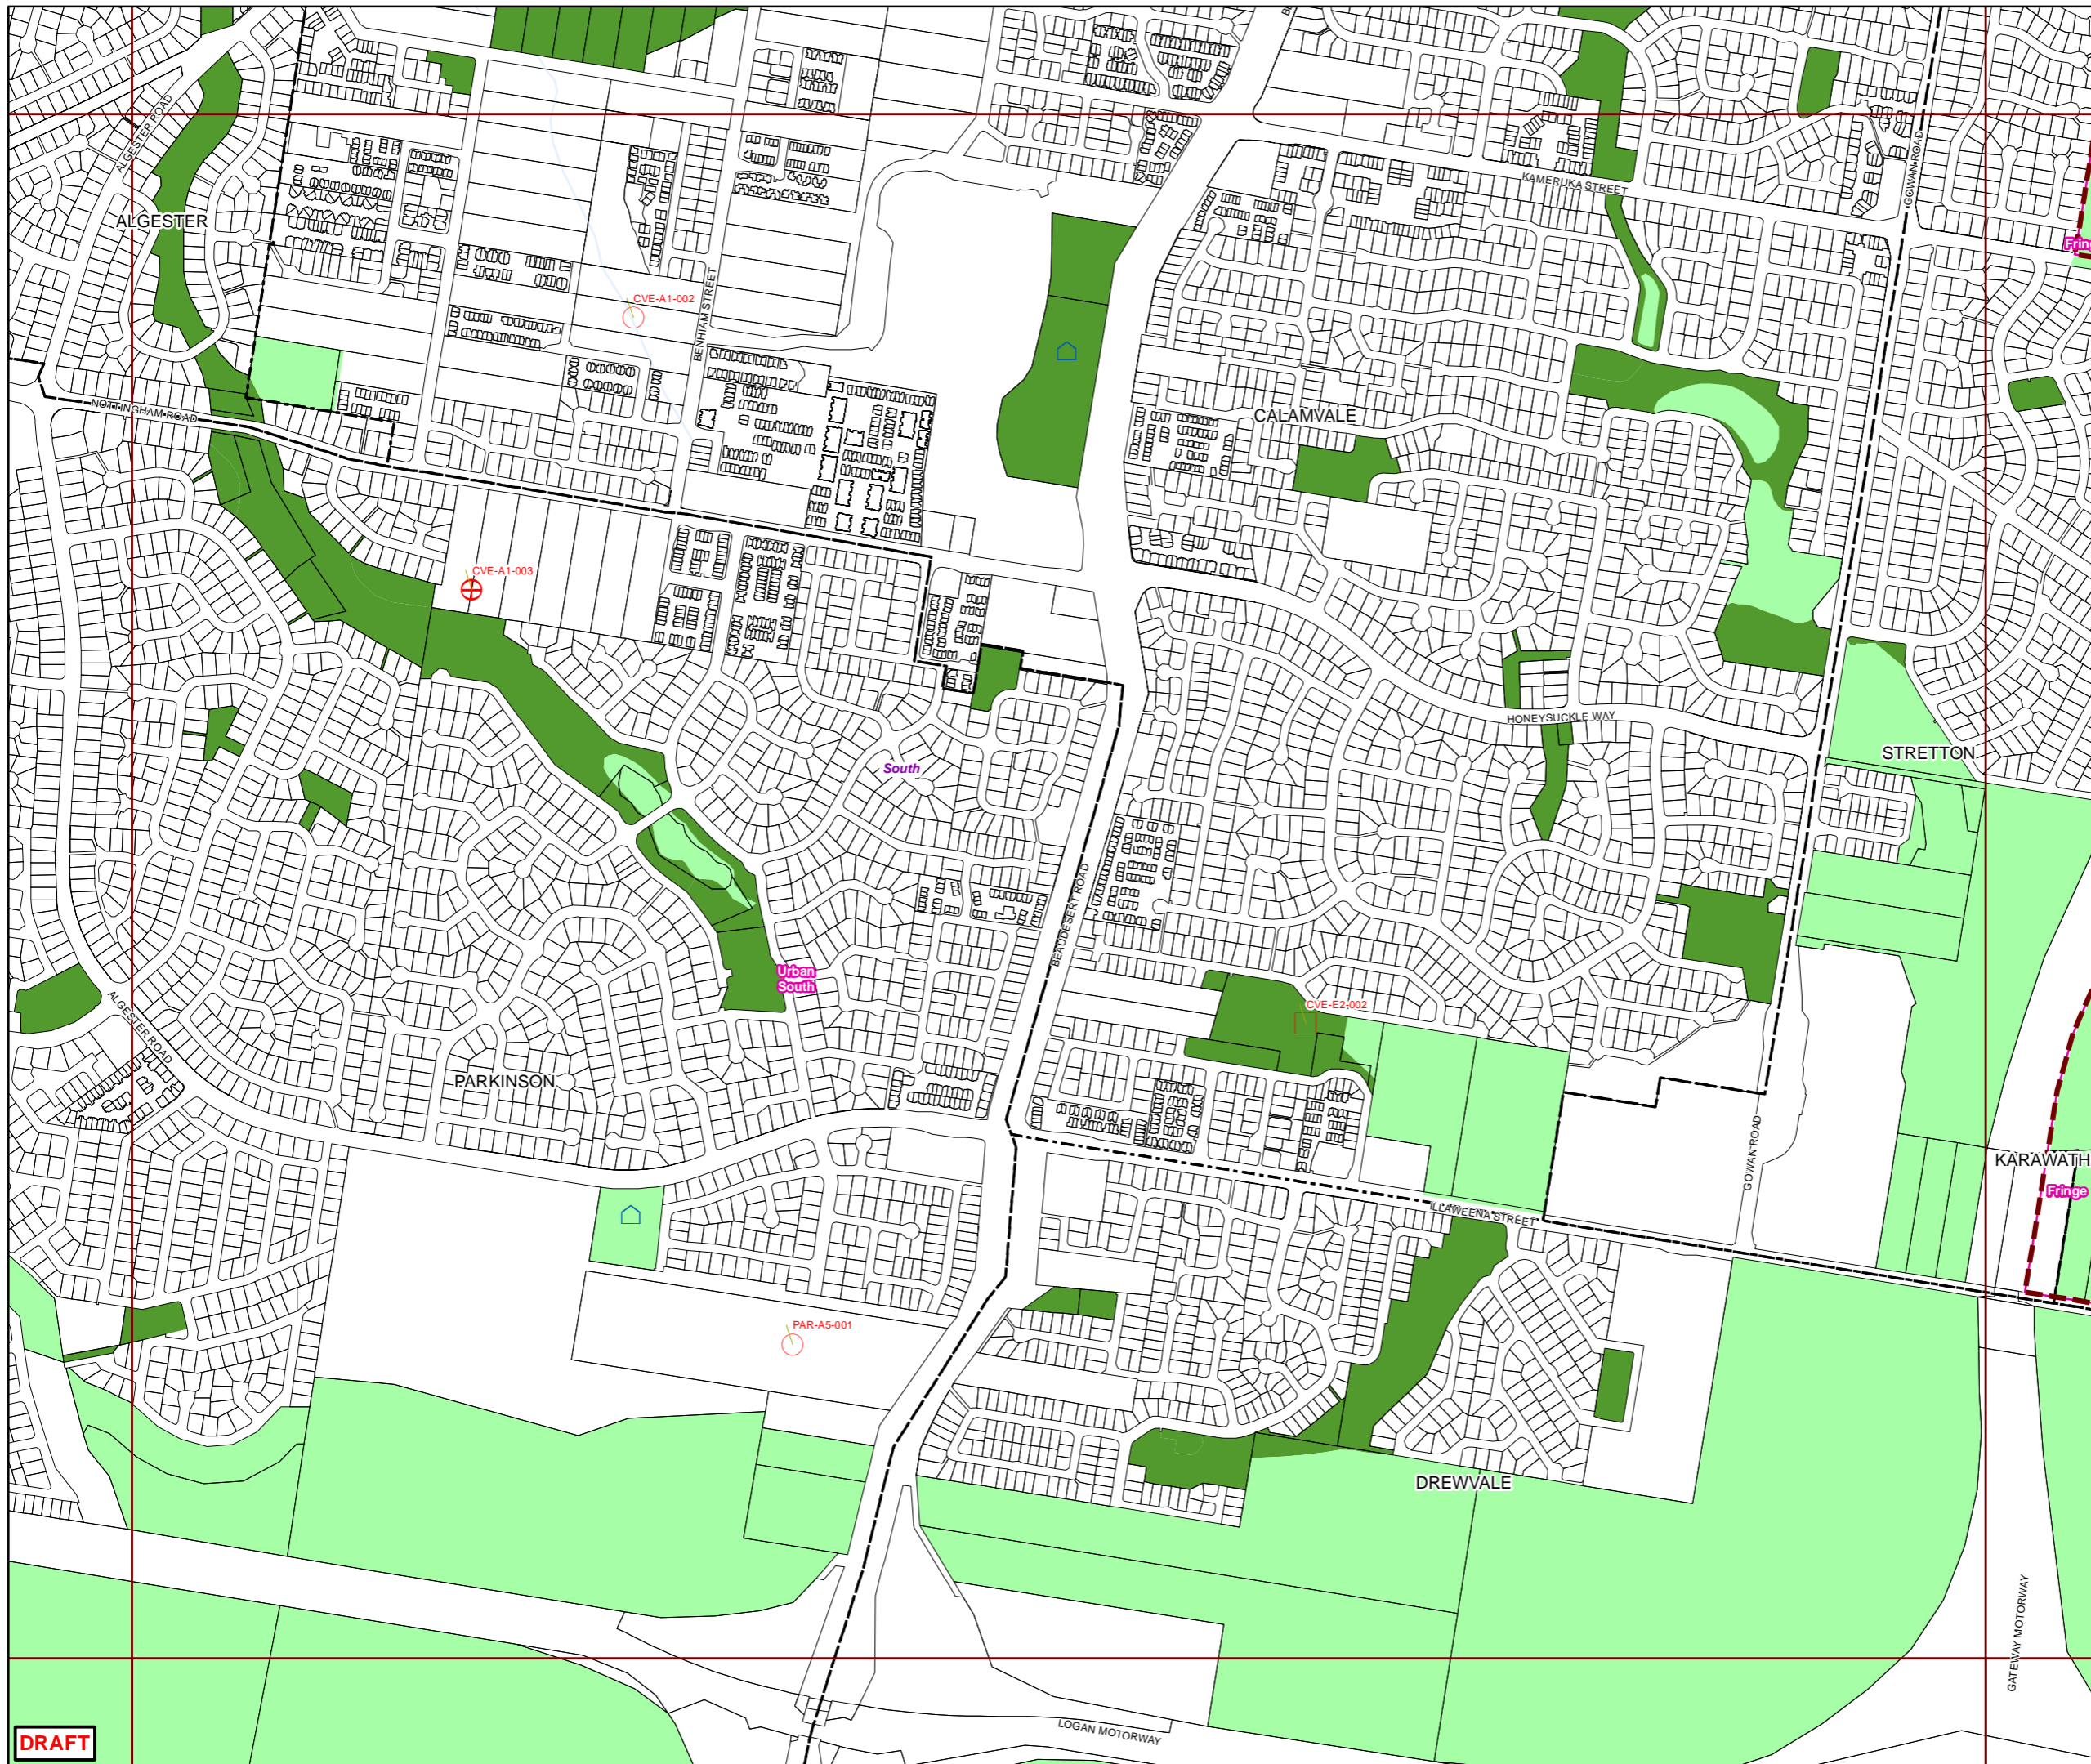 ALGESTER ROAD
GOWAN ROAD
KAMERUKA STREET
ALGESTER
Fring
CVE-A1-002
BENHIAM STREET
NOTTINGHAM ROAD
CALAMVALE
CVE-A1-003
HONEYSUCKLE WAY
STRETTON
South
BEAUDESERT ROAD
Urban
South
ALGESTER ROAD
CVE-E2-002
PARKINSON
GOWAN ROAD
KARAWATH
Fringe
ILLAWEENA STREET
PAR-A5-001
DREWVALE
GATEWAY MOTORWAY
LOGAN MOTORWAY
DRAFT